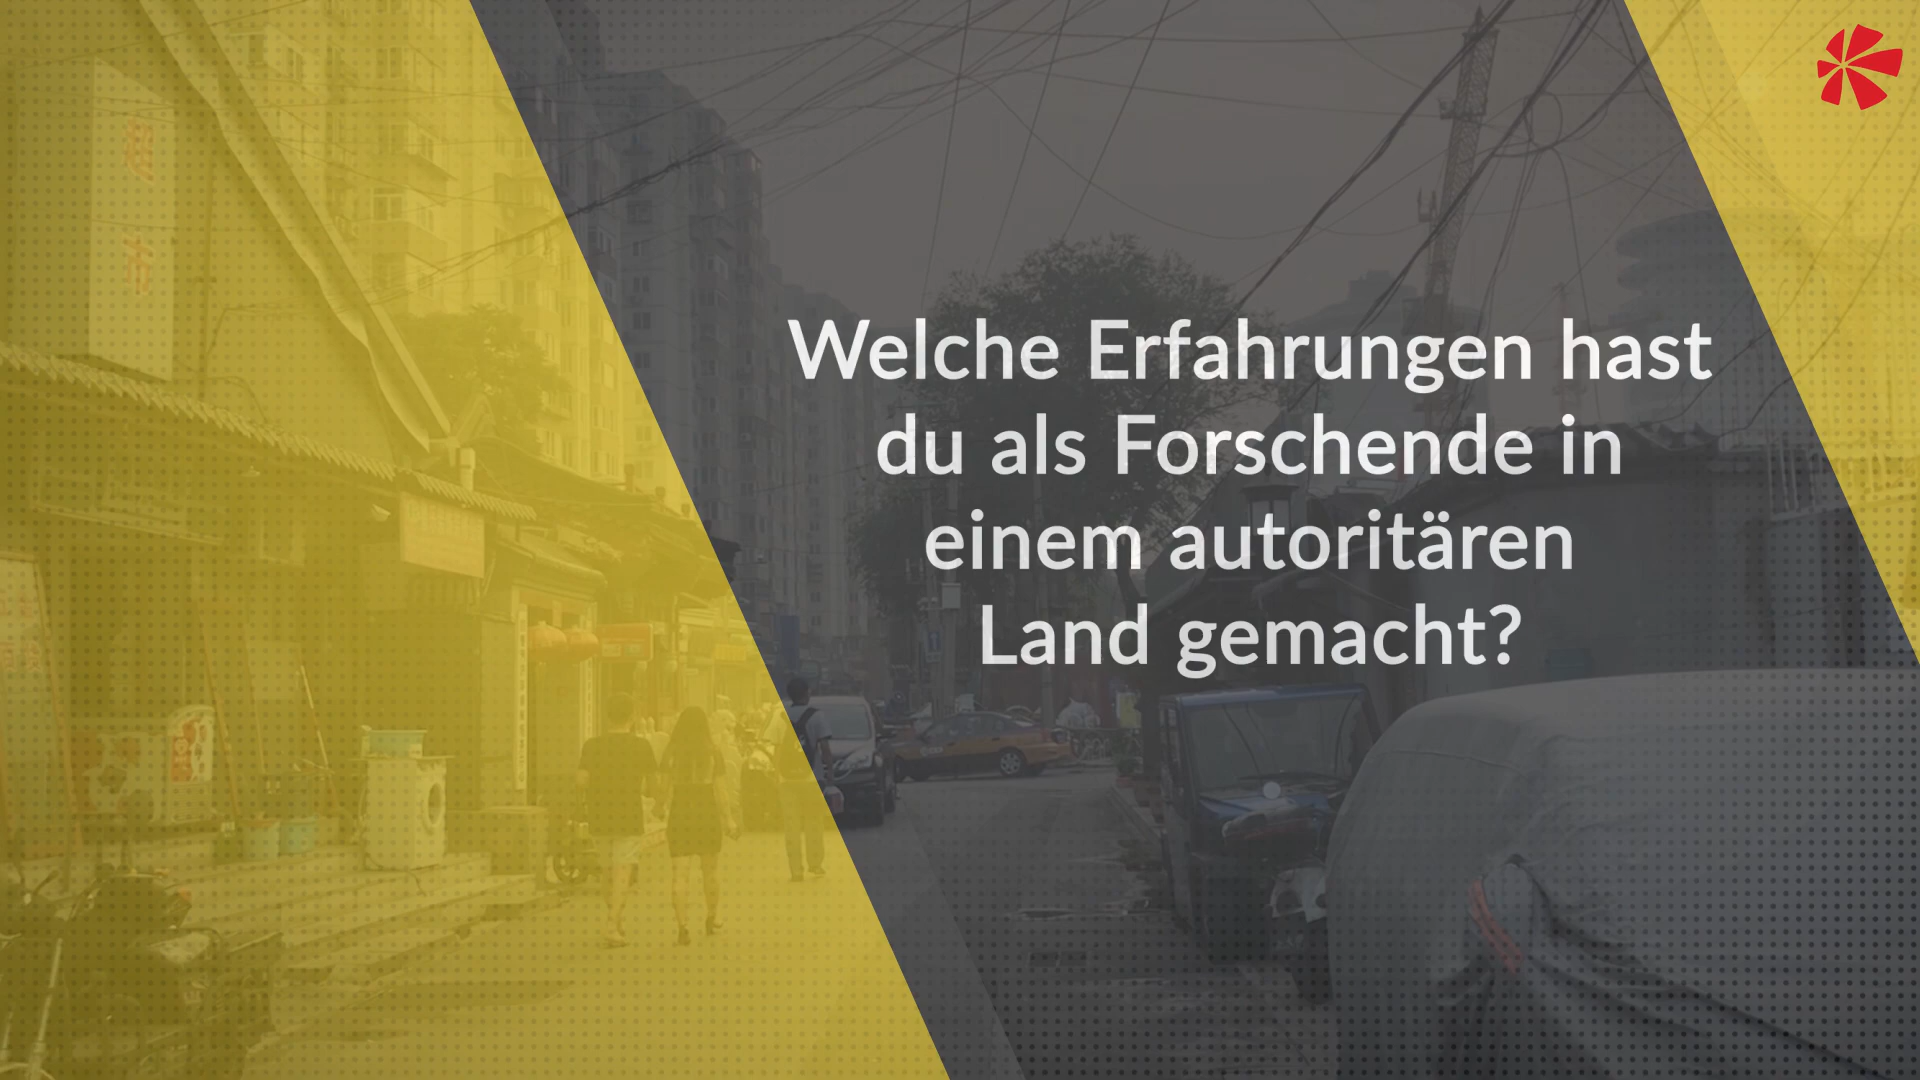 Welche Erfahrungen hast
du als Forschende in
einem autoritären
Land gemacht?